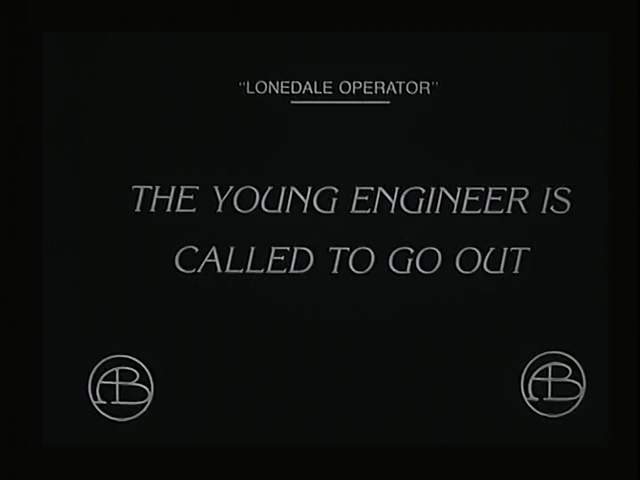 "LONEDALE OPERATOR"
THE YOUNG ENGINEER IS
CALLED TO GO OUT
AB AB